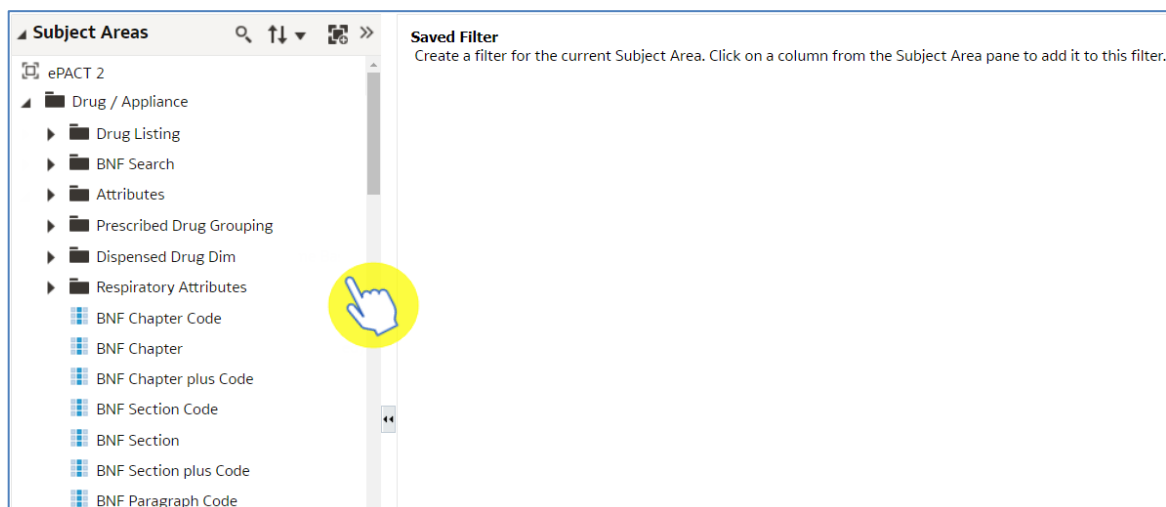 Subject Areas
ePACT 2
Drug / Appliance
Drug Listing
BNF Search
Attributes
Prescribed Drug Grouping
Dispensed Drug Dim
Respiratory Attributes
BNF Chapter Code
BNF Chapter
BNF Chapter plus Code
BNF Section Code
BNF Section
BNF Section plus Code
BNF Paragraph Code
Saved Filter
Create a filter for the current Subject Area. Click on a column from the Subject Area pane to add it to this filter.